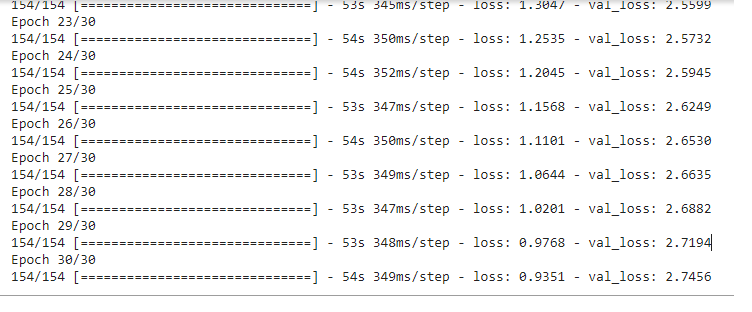 154/154 [==============================] - 53s 345ms/step - loss: 1.3047 - val_loss: 2.5599
Epoch 23/30
154/154 [==============================] - 54s 350ms/step - loss: 1.2535 - val_loss: 2.5732
Epoch 24/30
154/154 [==============================] - 54s 352ms/step - loss: 1.2045 - val_loss: 2.5945
Epoch 25/30
154/154 [==============================] - 53s 347ms/step - loss: 1.1568 - val_loss: 2.6249
Epoch 26/30
154/154 [==============================] - 54s 350ms/step - loss: 1.1101 - val_loss: 2.6530
Epoch 27/30
154/154 [==============================] - 53s 349ms/step - loss: 1.0644 - val_loss: 2.6635
Epoch 28/30
154/154 [==============================] - 53s 347ms/step - loss: 1.0201 - val_loss: 2.6882
Epoch 29/30
154/154 [==============================] - 53s 348ms/step - loss: 0.9768 - val_loss: 2.7194
Epoch 30/30
154/154 [==============================] - 54s 349ms/step - loss: 0.9351 - val_loss: 2.7456